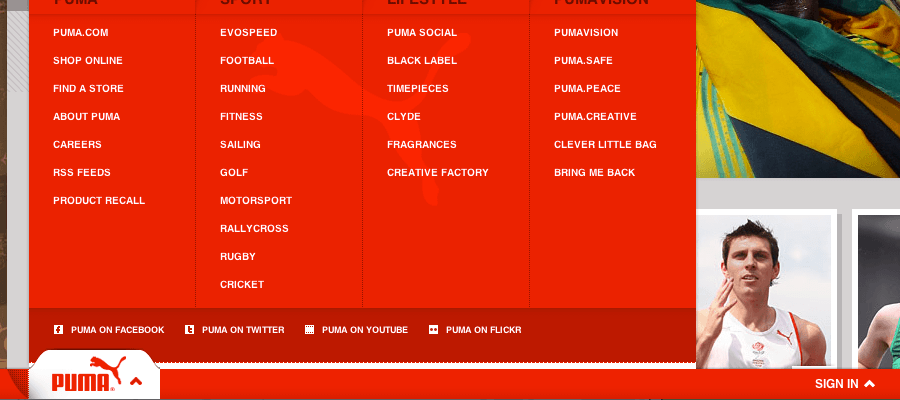 PUMA
PUMA.COM
SHOP ONLINE
FIND A STORE
ABOUT PUMA
CAREERS
RSS FEEDS
PRODUCT RECALL
SPORT
EVOSPEED
FOOTBALL
RUNNING
FITNESS
SAILING
GOLF
MOTORSPORT
RALLYCROSS
RUGBY
CRICKET
LIFESTYLE
PUMA SOCIAL
BLACK LABEL
TIMEPIECES
CLYDE
FRAGRANCES
CREATIVE FACTORY
PUMAVISION
PUMAVISION
PUMA.SAFE
PUMA.PEACE
PUMA.CREATIVE
CLEVER LITTLE BAG
BRING ME BACK
PUMA ON FACEBOOK PUMA ON TWITTER PUMA ON YOUTUBE PUMA ON FLICKR
PUMA
SIGN IN